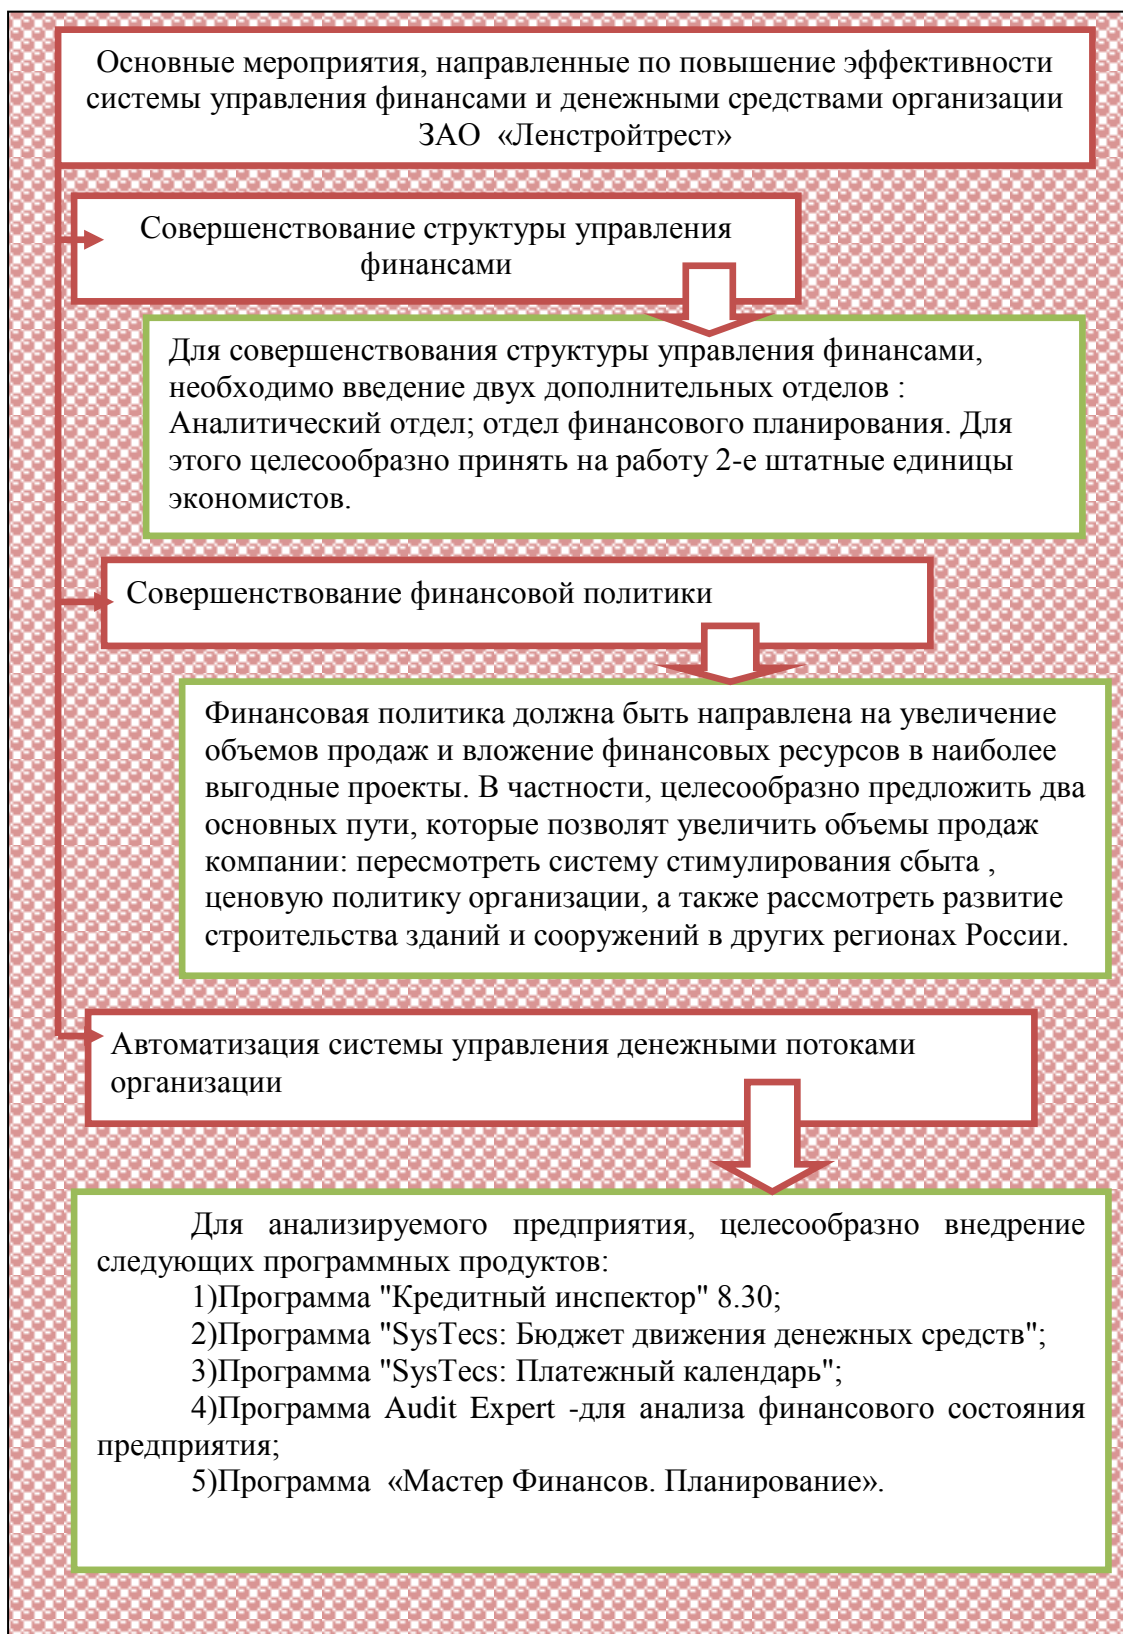 Основные мероприятия, направленные по повышение эффективности
системы управления финансами и денежными средствами организации
ЗАО «Ленстройтрест»
Совершенствование структуры управления
финансами
Для совершенствования структуры управления финансами,
необходимо введение двух дополнительных отделов :
Аналитический отдел; отдел финансового планирования. Для
этого целесообразно принять на работу 2-е штатные единицы
экономистов.
Совершенствование финансовой политики
Финансовая политика должна быть направлена на увеличение
объемов продаж и вложение финансовых ресурсов в наиболее
выгодные проекты. В частности, целесообразно предложить два
основных пути, которые позволят увеличить объемы продаж
компании: пересмотреть систему стимулирования сбыта ,
ценовую политику организации, а также рассмотреть развитие
строительства зданий и сооружений в других регионах России.
Автоматизация системы управления денежными потоками
организации
Для анализируемого предприятия, целесообразно внедрение
следующих программных продуктов:
1)Программа "Кредитный инспектор" 8.30;
2)Программа "SysTecs: Бюджет движения денежных средств";
3)Программа "SysTecs: Платежный календарь";
4)Программа Audit Expert -для анализа финансового состояния
предприятия;
5)Программа «Мастер Финансов. Планирование».